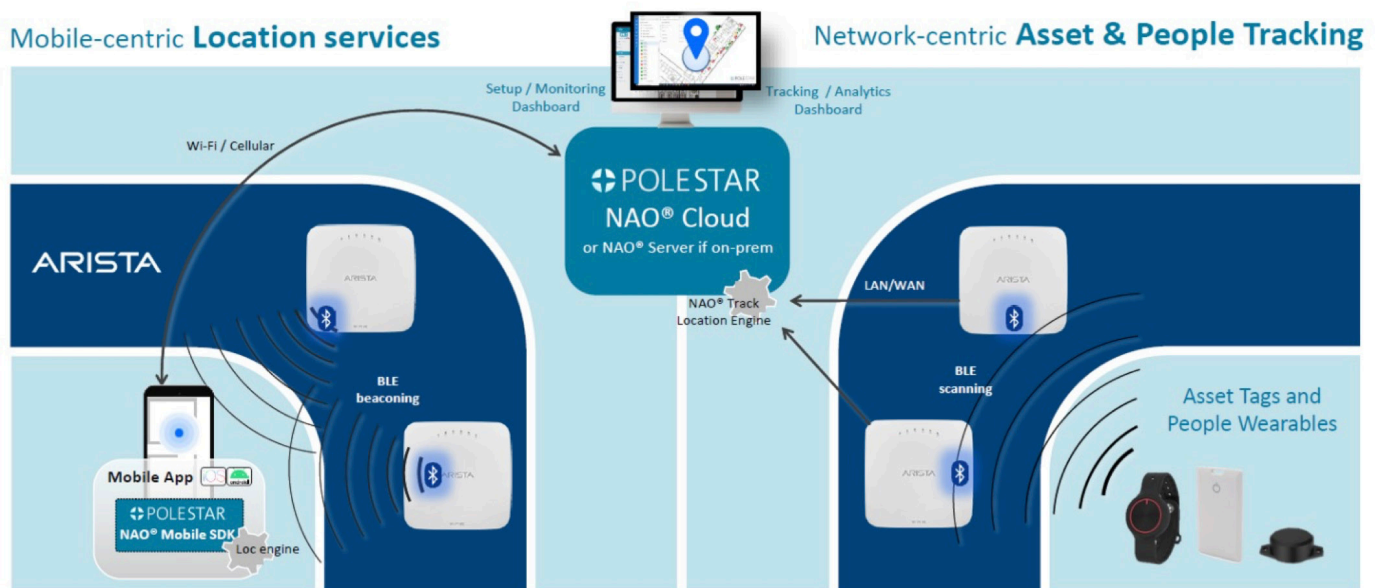 Mobile-centric Location services
Network-centric Asset & People Tracking
Setup / Monitoring
Dashboard
Tracking / Analytics
Dashboard
Wi-Fi / Cellular
POLESTAR
NAO® Cloud
or NAO® Server if on-prem
NAO® Track
Location Engine
LAN/WAN
ARISTA
ARISTA
ARISTA
BLE
beaconing
ARISTA
Mobile App
iOS
android
POLESTAR
NAO® Mobile SDK
Loc engine
BLE
scanning
ARISTA
Asset Tags and
People Wearables